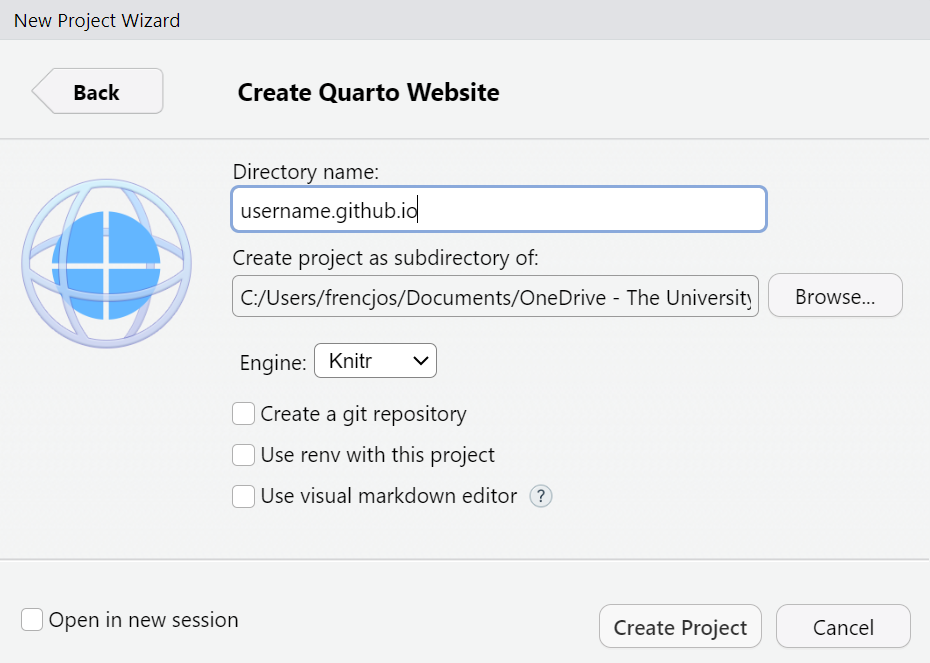 New Project Wizard
Back
Create Quarto Website
Directory name:
username.github.io
Create project as subdirectory of:
C:/Users/frencjos/Documents/OneDrive - The University
Browse...
Engine: Knitr
Create a git repository
Use renv with this project
Use visual markdown editor ?
Open in new session
Create Project
Cancel